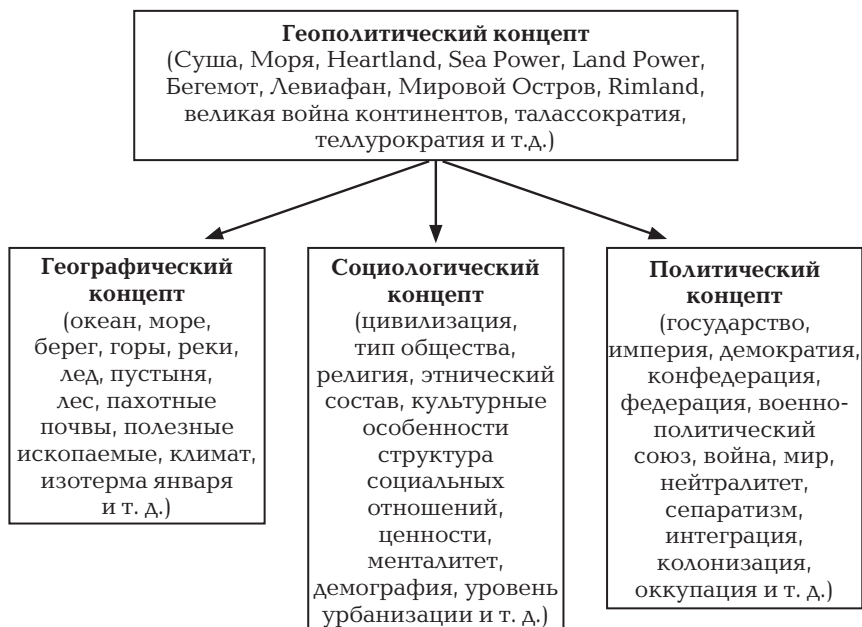 Геополитический концепт
(Суша, Моря, Heartland, Sea Power, Land Power,
Бегемот, Левиафан, Мировой Остров, Rimland,
великая война континентов, талассократия,
теллурократия и т.д.)
Географический
концепт
(океан, море,
берег, горы, реки,
лед, пустыня,
лес, пахотные
почвы, полезные
ископаемые, климат,
изотерма января
и т. д.)
Социологический
концепт
(цивилизация,
тип общества,
религия, этнический
состав, культурные
особенности
структура
социальных
отношений,
ценности,
менталитет,
демография, уровень
урбанизации и т. д.)
Политический
концепт
(государство,
империя, демократия,
конфедерация,
федерация, военно-
политический
союз, война, мир,
нейтралитет,
сепаратизм,
интеграция,
колонизация,
оккупация и т. д.)